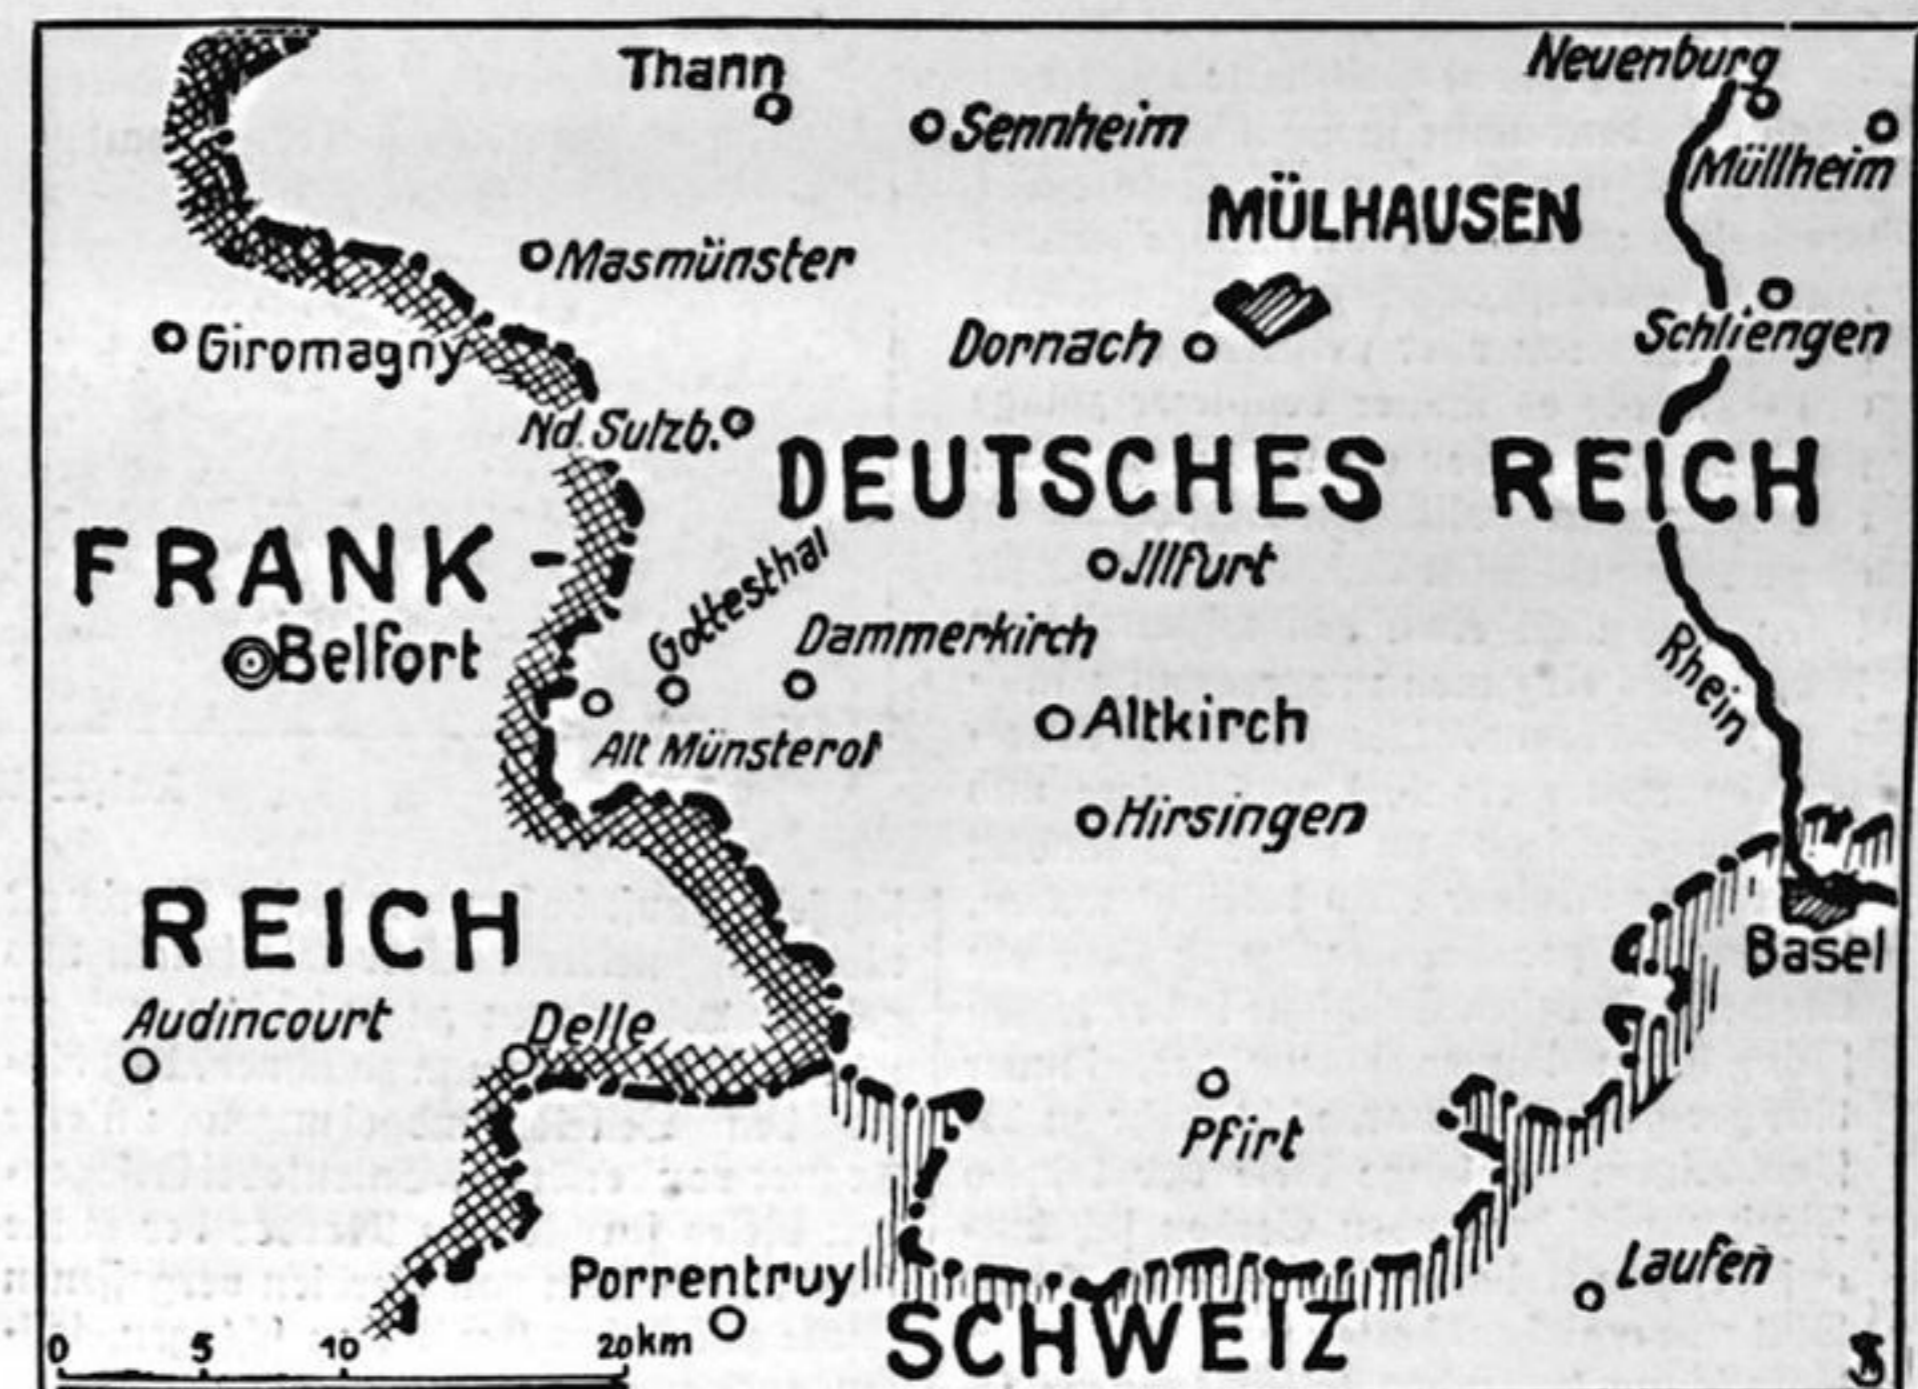 Thann
Neuenburg
Sennheim
Müllheim
MÜLHAUSEN
Masmünster
Giromagny
Dornach
Schliengen
Nd. Sulzb.
DEUTSCHES REICH
FRANK-
Gottesthal
Illfurt
Belfort
Dammerkirch
Rhein
Alt Münsterol
Altkirch
Hirsingen
REICH
Basel
Audincourt
Delle
Pfirt
Porrentruy
Laufen
SCHWEIZ
0 5 10 20km